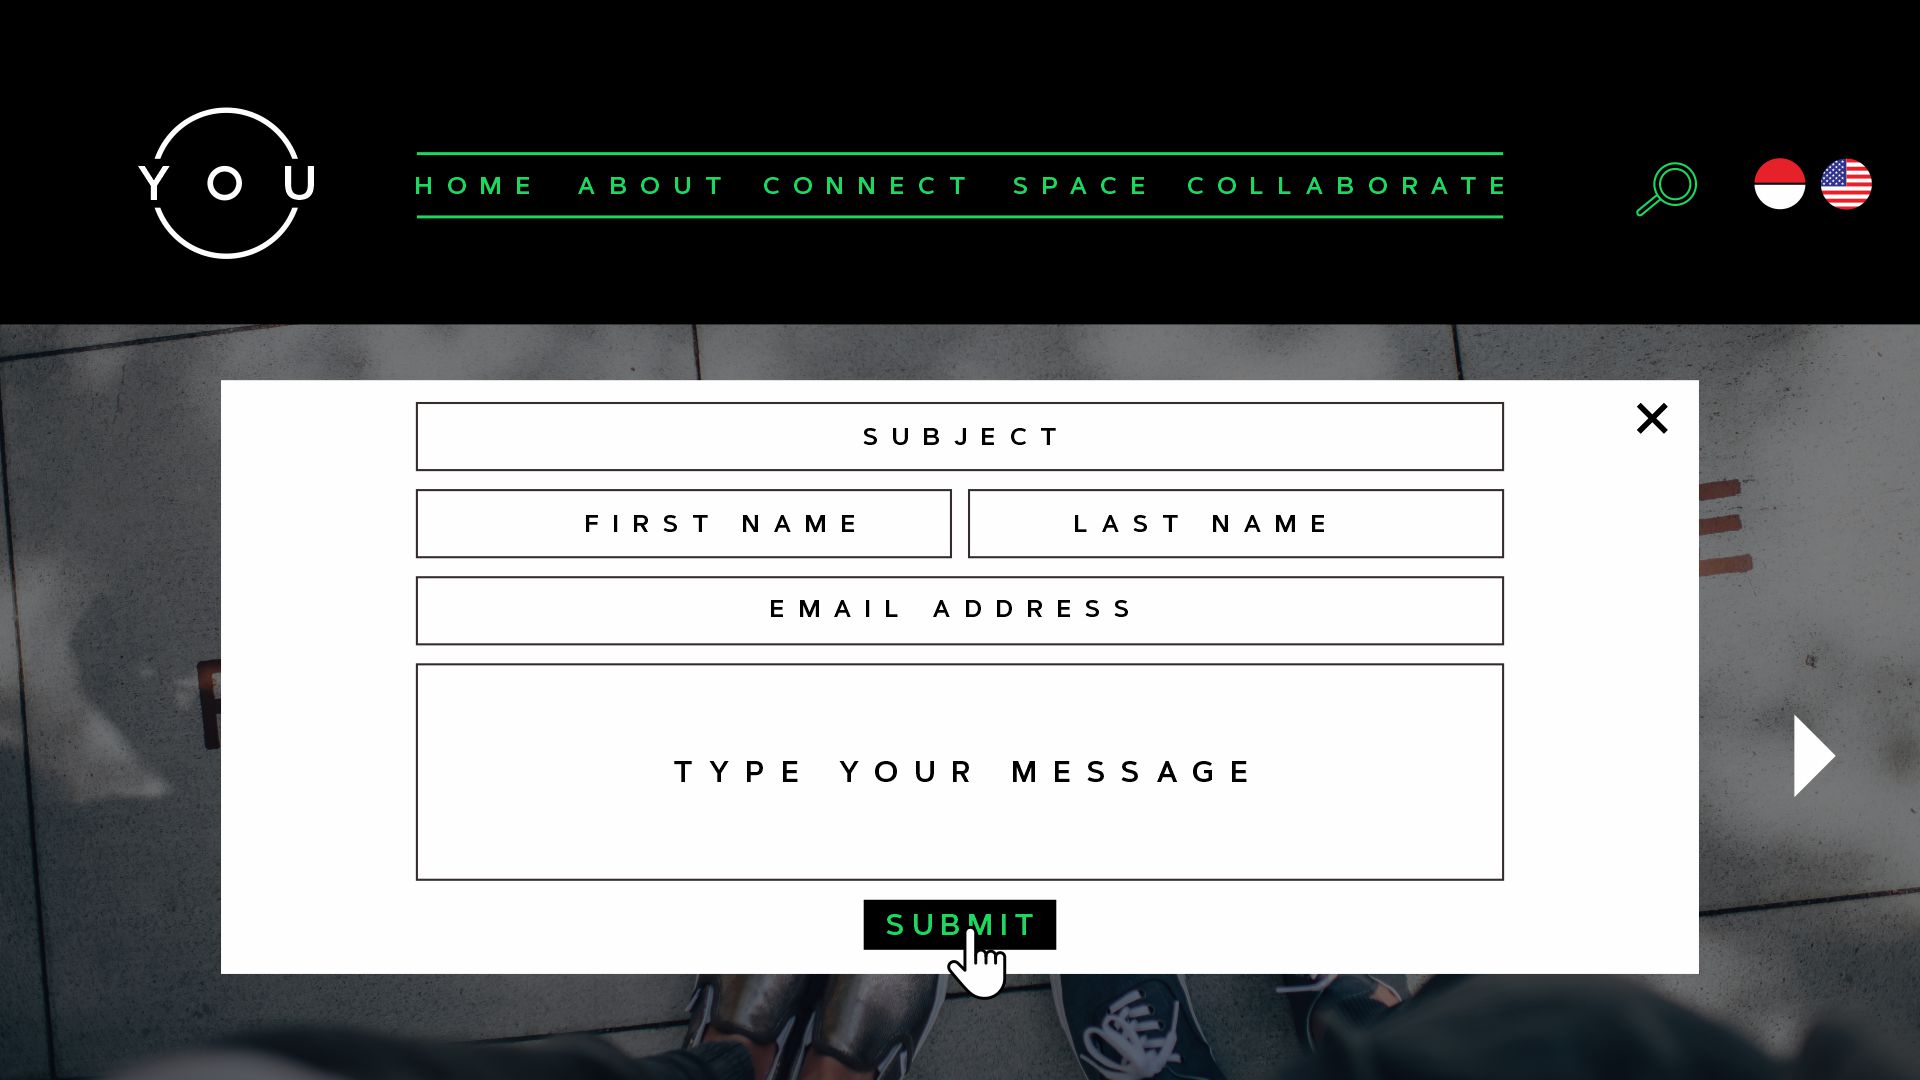 YOU
HOME ABOUT CONNECT SPACE COLLABORATE
SUBJECT
FIRST NAME LAST NAME
EMAIL ADDRESS
TYPE YOUR MESSAGE
SUBMIT